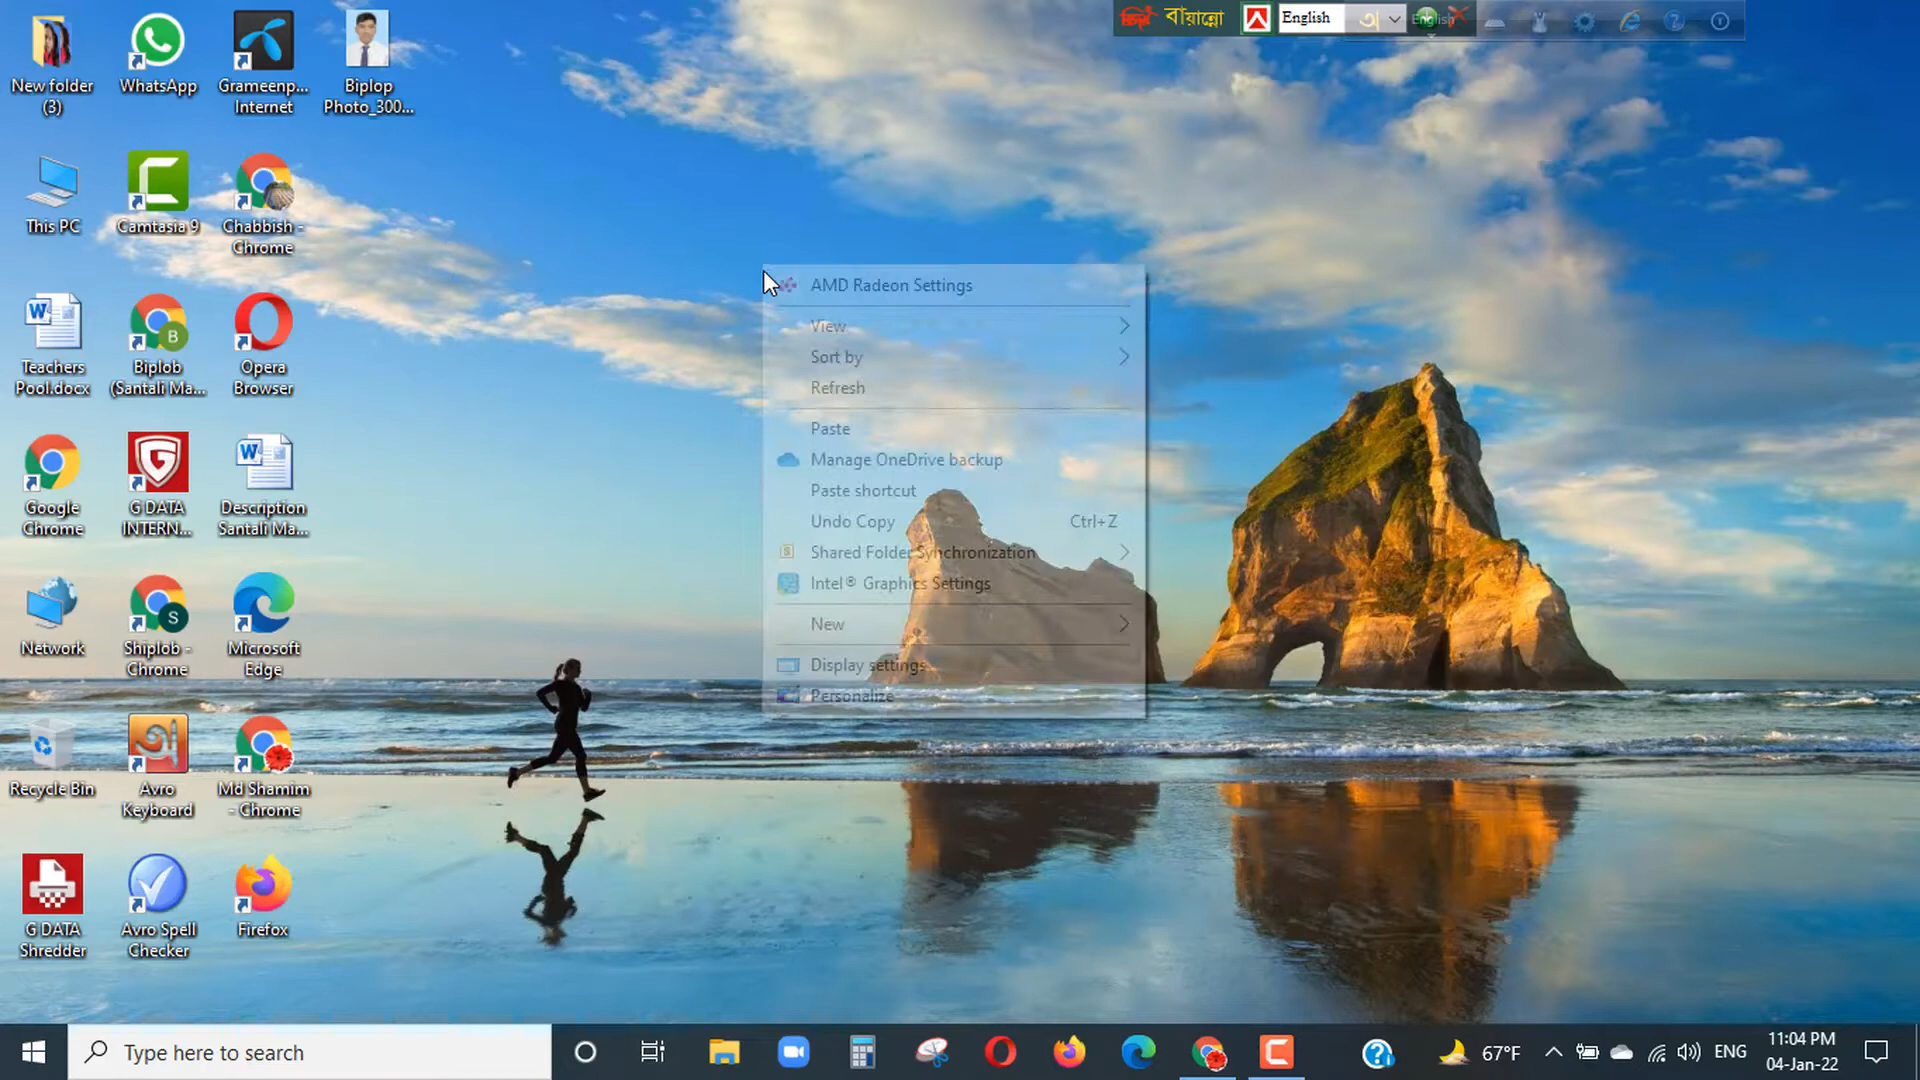 বায়ান্নো
English
English
New folder
(3)
WhatsApp
Grameenp...
Internet
Biplop
Photo_300...
This PC
Camtasia 9
Chabbish -
Chrome
Teachers
Pool.docx
Biplob
(Santali Ma...
Opera
Browser
Google
Chrome
G DATA
INTERN...
Description
Santali Ma...
Network
Shiplob -
Chrome
Microsoft
Edge
Recycle Bin
Avro
Keyboard
Md Shamim
- Chrome
G DATA
Shredder
Avro Spell
Checker
Firefox
AMD Radeon Settings
View
Sort by
Refresh
Paste
Manage OneDrive backup
Paste shortcut
Undo Copy Ctrl+Z
Shared Folder Synchronization
Intel® Graphics Settings
New
Display settings
Personalize
Type here to search
67°F
ENG
11:04 PM
04-Jan-22